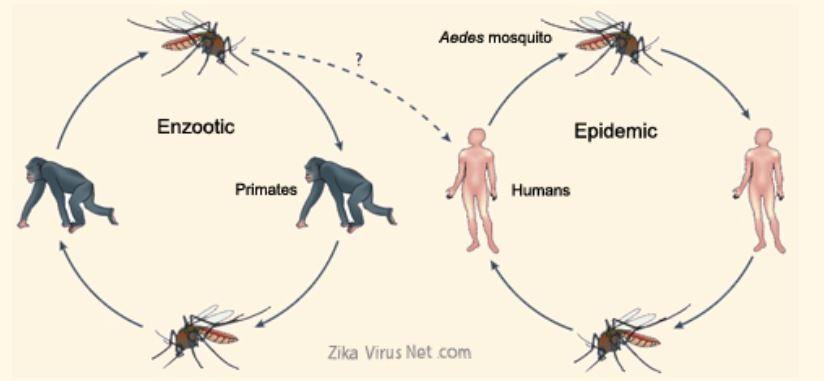 Aedes mosquito
?
Enzootic
Epidemic
Primates
Humans
Zika Virus Net .com